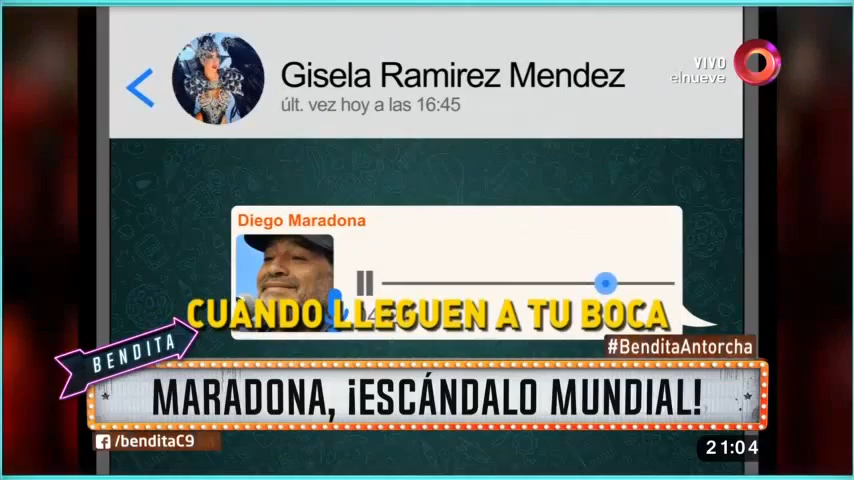 Gisela Ramirez Mendez
últ. vez hoy a las 16:45
VIVO
elnueve
Diego Maradona
CUANDO LLEGUEN A TU BOCA
#BenditaAntorcha
BENDITA
MARADONA, ¡ESCÁNDALO MUNDIAL!
/benditaC9
21:04